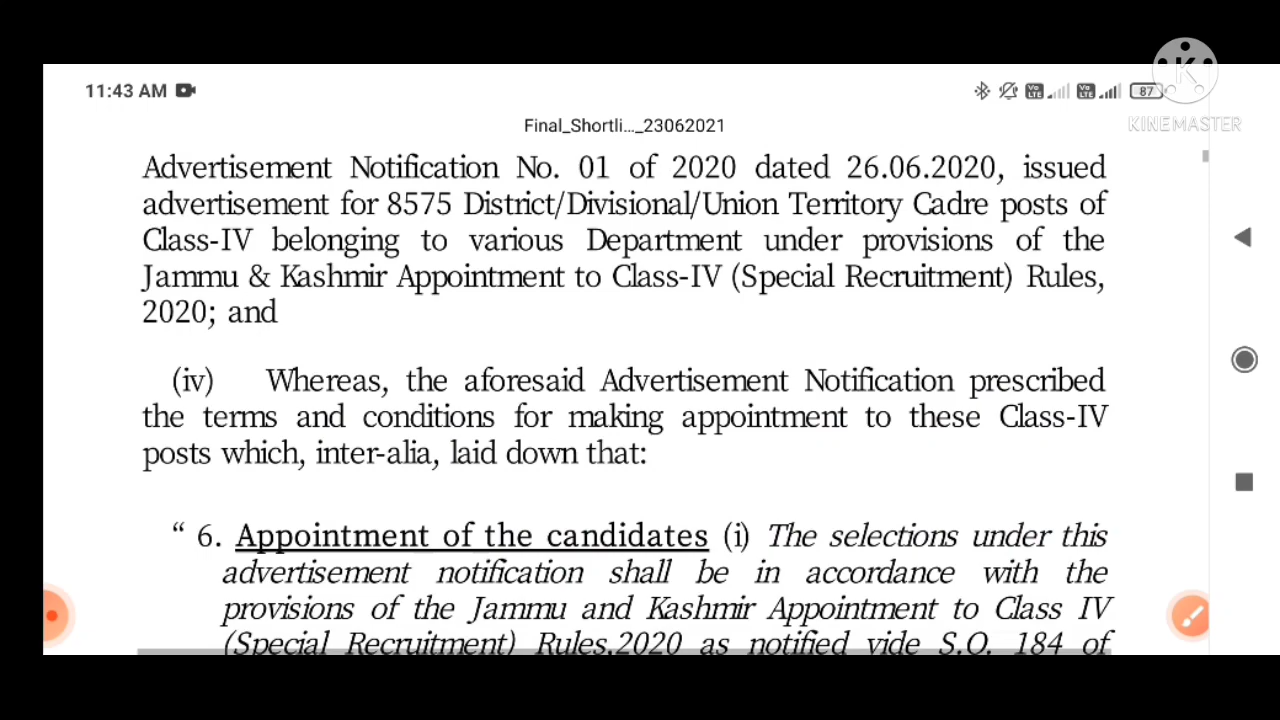 11:43 AM
Vo LTE Vo LTE 87
KINEMASTER
Final_Shortli..._23062021
Advertisement Notification No. 01 of 2020 dated 26.06.2020, issued
advertisement for 8575 District/Divisional/Union Territory Cadre posts of
Class-IV belonging to various Department under provisions of the
Jammu & Kashmir Appointment to Class-IV (Special Recruitment) Rules,
2020; and
(iv) Whereas, the aforesaid Advertisement Notification prescribed
the terms and conditions for making appointment to these Class-IV
posts which, inter-alia, laid down that:
“ 6. Appointment of the candidates (i) The selections under this
advertisement notification shall be in accordance with the
provisions of the Jammu and Kashmir Appointment to Class IV
(Special Recruitment) Rules,2020 as notified vide S.O. 184 of